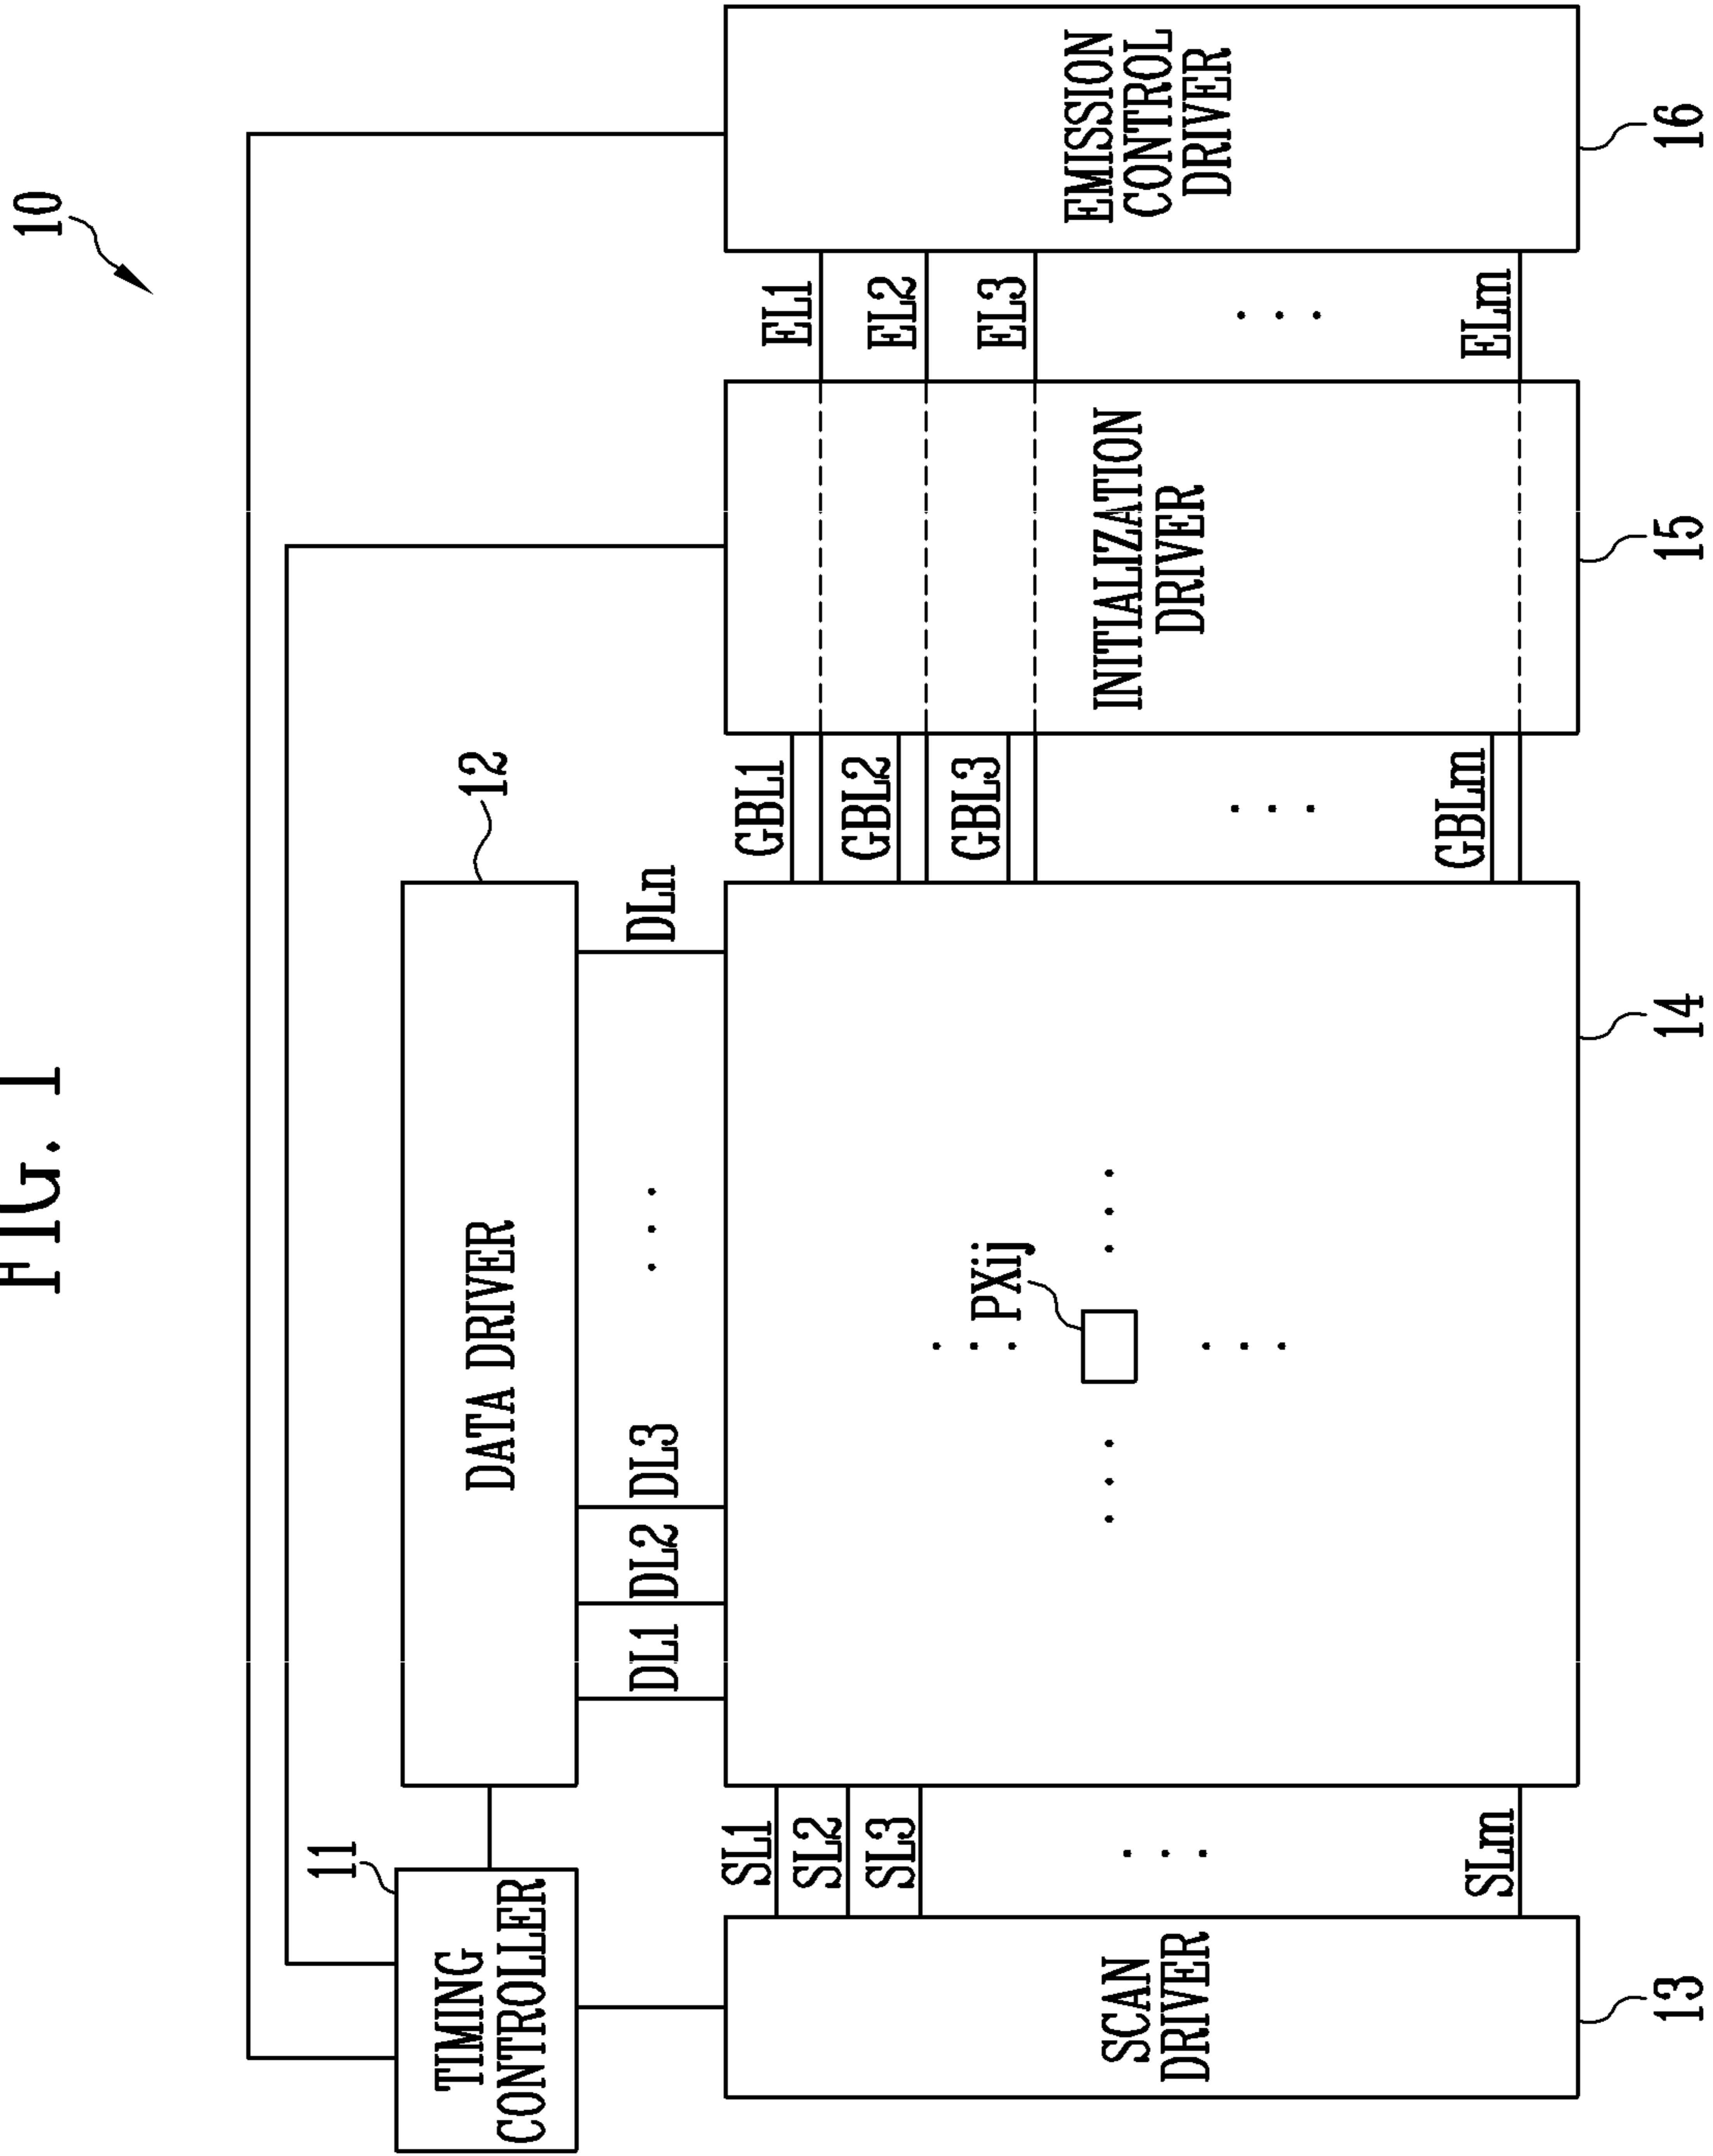 FIG. 1
10
11
TIMING
CONTROLLER
12
DATA DRIVER
DL1
DL2
DL3
DLn
SL1
SL2
SL3
SLm
SCAN
DRIVER
13
PXij
14
GBL1
GBL2
GBL3
GBLm
INITIALIZATION
DRIVER
15
EL1
EL2
EL3
ELm
EMISSION
CONTROL
DRIVER
16